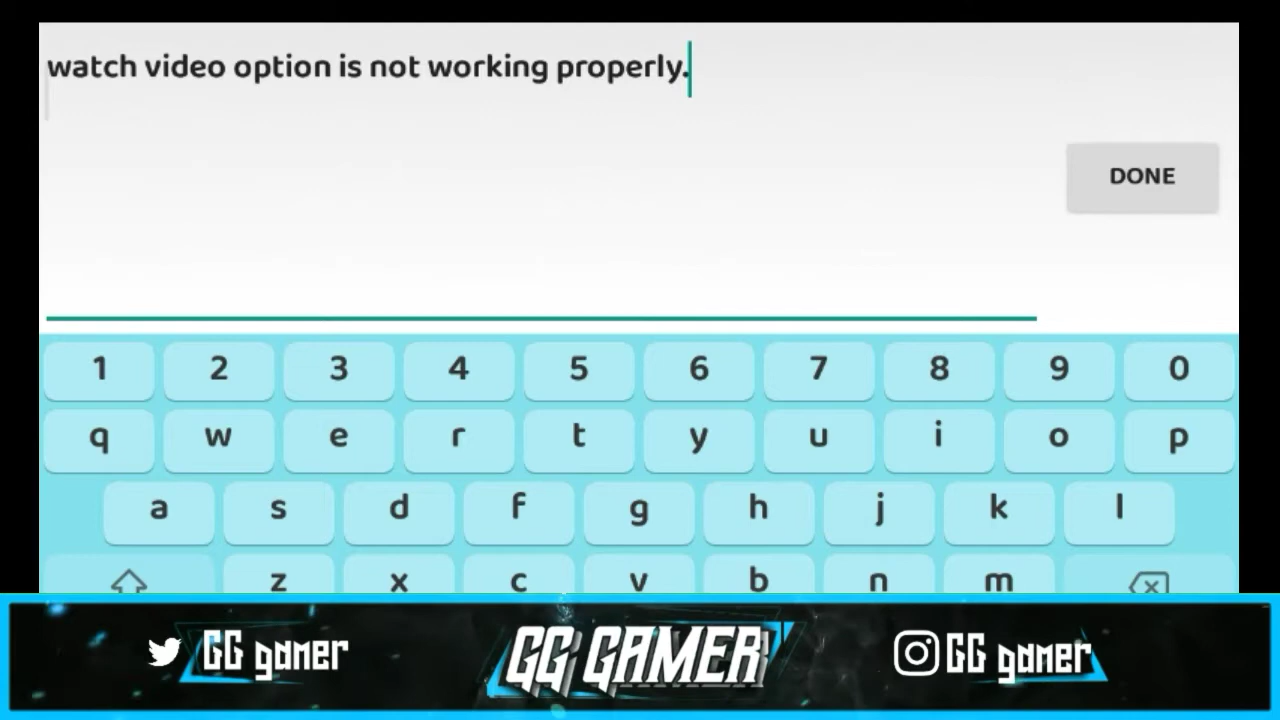 watch video option is not working properly.
DONE
1 2 3 4 5 6 7 8 9 0
q w e r t y u i o p
a s d f g h j k l
z x c v b n m
GG gamer GG GAMER GG gamer